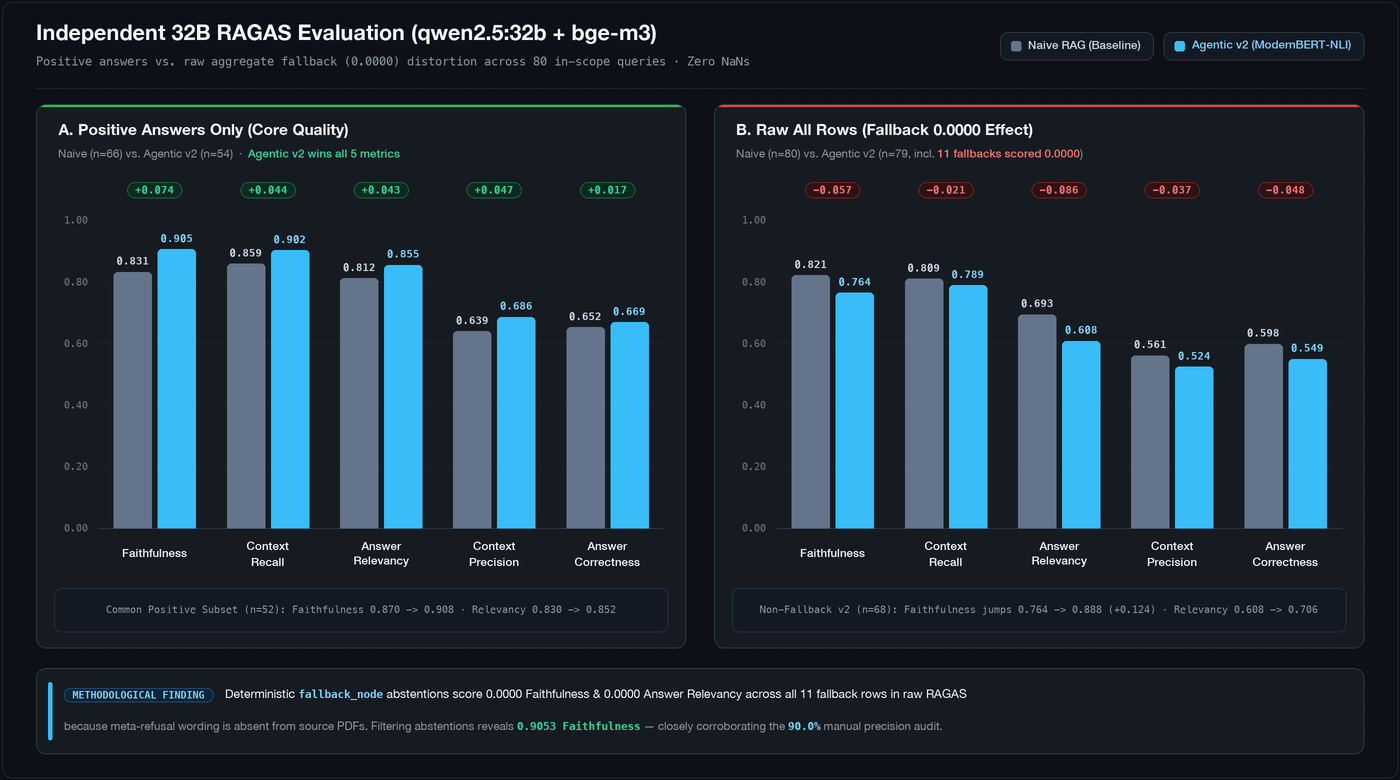 Independent 32B RAGAS Evaluation (qwen2.5:32b + bge-m3)
Positive answers vs. raw aggregate fallback (0.0000) distortion across 80 in-scope queries · Zero NaNs
Naive RAG (Baseline)
Agentic v2 (ModernBERT-NLI)
A. Positive Answers Only (Core Quality)
Naive (n=66) vs. Agentic v2 (n=54) · Agentic v2 wins all 5 metrics
+0.074 +0.044 +0.043 +0.047 +0.017
1.00
0.80
0.60
0.40
0.20
0.00
0.831 0.905 0.859 0.902 0.812 0.855 0.639 0.686 0.652 0.669
Faithfulness
Context
Recall
Answer
Relevancy
Context
Precision
Answer
Correctness
Common Positive Subset (n=52): Faithfulness 0.870 -> 0.908 · Relevancy 0.830 -> 0.852
B. Raw All Rows (Fallback 0.0000 Effect)
Naive (n=80) vs. Agentic v2 (n=79, incl. 11 fallbacks scored 0.0000)
−0.057 −0.021 −0.086 −0.037 −0.048
1.00
0.80
0.60
0.40
0.20
0.00
0.821 0.764 0.809 0.789 0.693 0.608 0.561 0.524 0.598 0.549
Faithfulness
Context
Recall
Answer
Relevancy
Context
Precision
Answer
Correctness
Non-Fallback v2 (n=68): Faithfulness jumps 0.764 -> 0.888 (+0.124) · Relevancy 0.608 -> 0.706
METHODOLOGICAL FINDING Deterministic fallback_node abstentions score 0.0000 Faithfulness & 0.0000 Answer Relevancy across all 11 fallback rows in raw RAGAS
because meta-refusal wording is absent from source PDFs. Filtering abstentions reveals 0.9053 Faithfulness — closely corroborating the 90.0% manual precision audit.